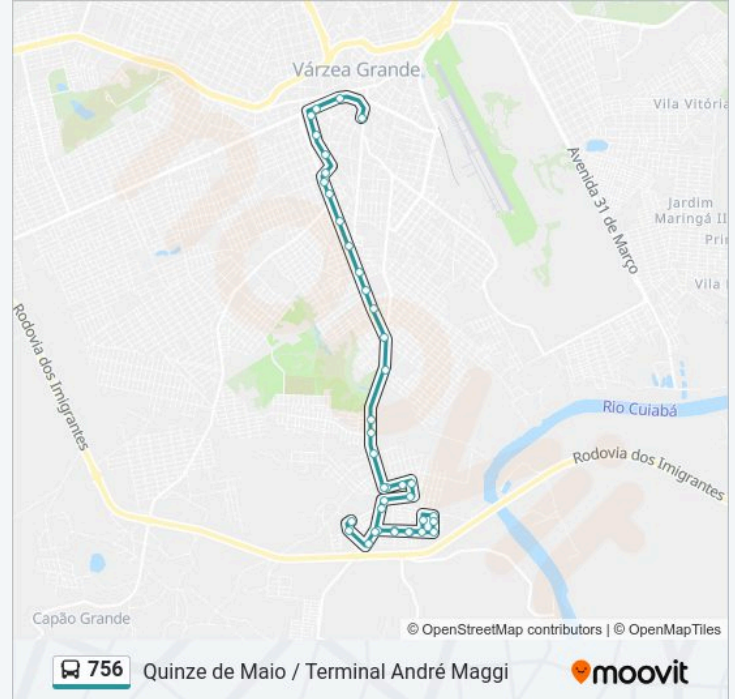 Várzea Grande
Vila Vitória
Avenida 31 de Março
Jardim
Maringá II
Pri
Vila
Rodovia dos Imigrantes
Rio Cuiabá
Rodovia dos Imigrantes
Capão Grande
© OpenStreetMap contributors | © OpenMapTiles
756 Quinze de Maio / Terminal André Maggi moovit